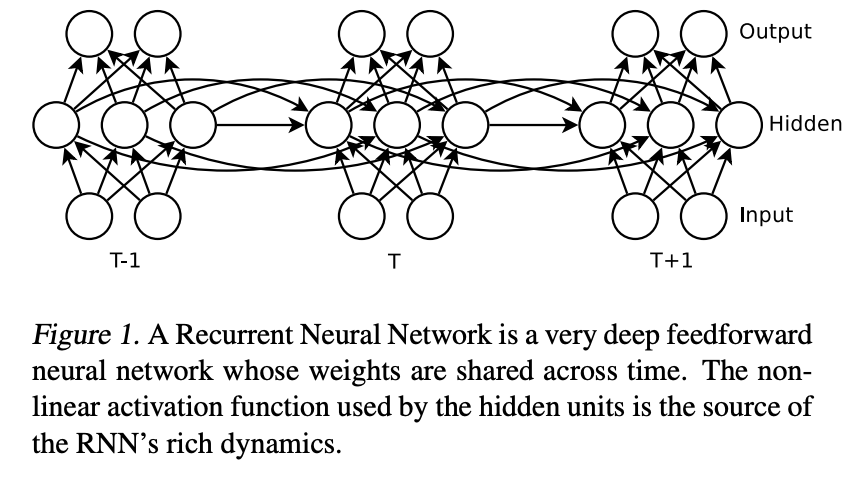 Output
Hidden
Input
T-1 T T+1
Figure 1. A Recurrent Neural Network is a very deep feedforward
neural network whose weights are shared across time. The non-
linear activation function used by the hidden units is the source of
the RNN’s rich dynamics.